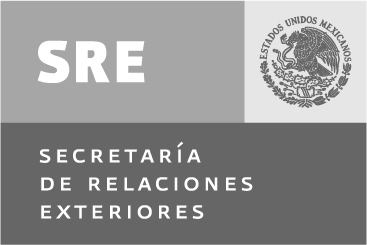 SRE
ESTADOS UNIDOS MEXICANOS
SECRETARÍA
DE RELACIONES
EXTERIORES